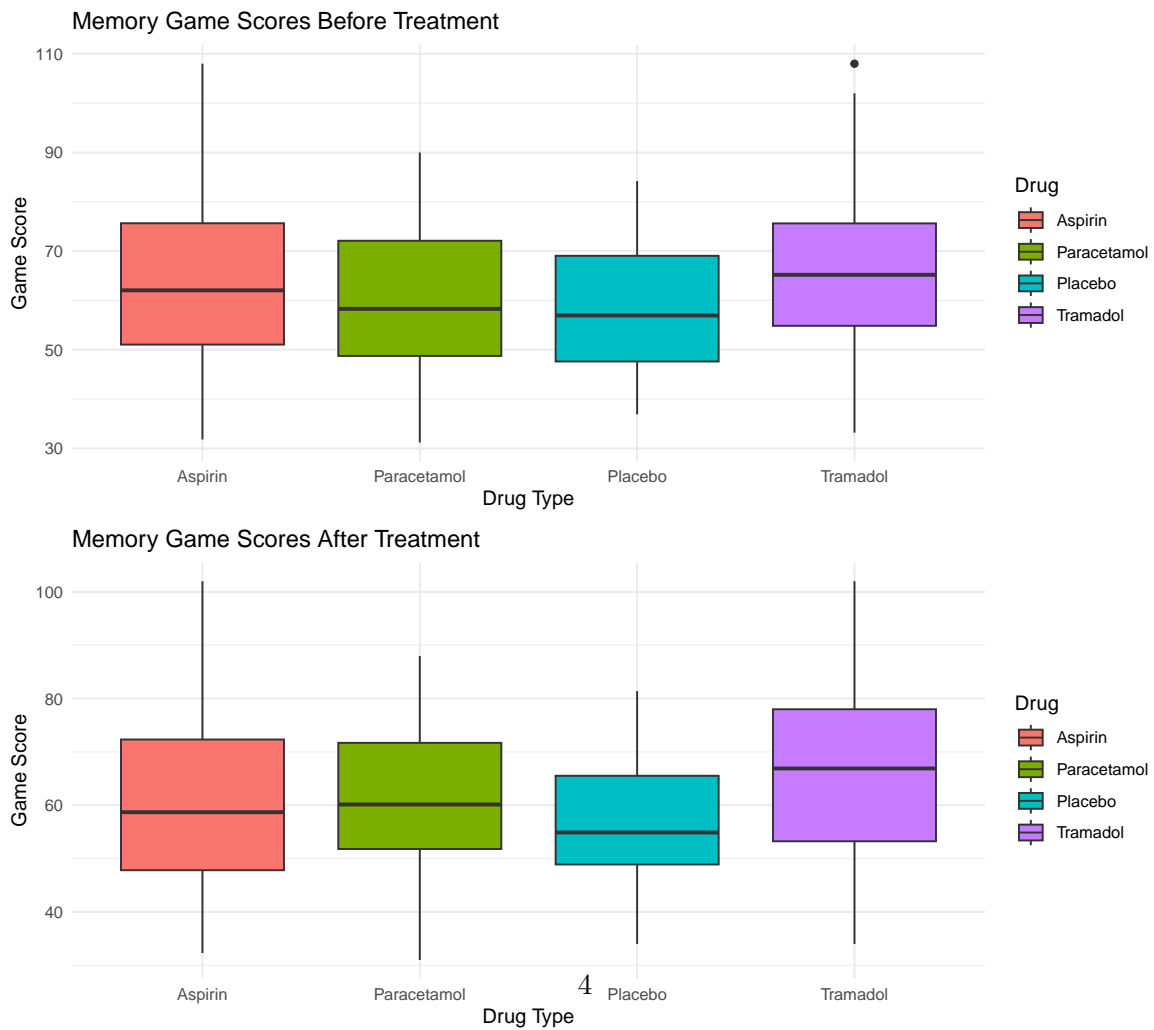 Memory Game Scores Before Treatment
110
90
70
50
30
Game Score
Aspirin Paracetamol Placebo Tramadol
Drug Type
Drug
Aspirin
Paracetamol
Placebo
Tramadol
Memory Game Scores After Treatment
100
80
60
40
Game Score
Aspirin Paracetamol 4 Placebo Tramadol
Drug Type
Drug
Aspirin
Paracetamol
Placebo
Tramadol